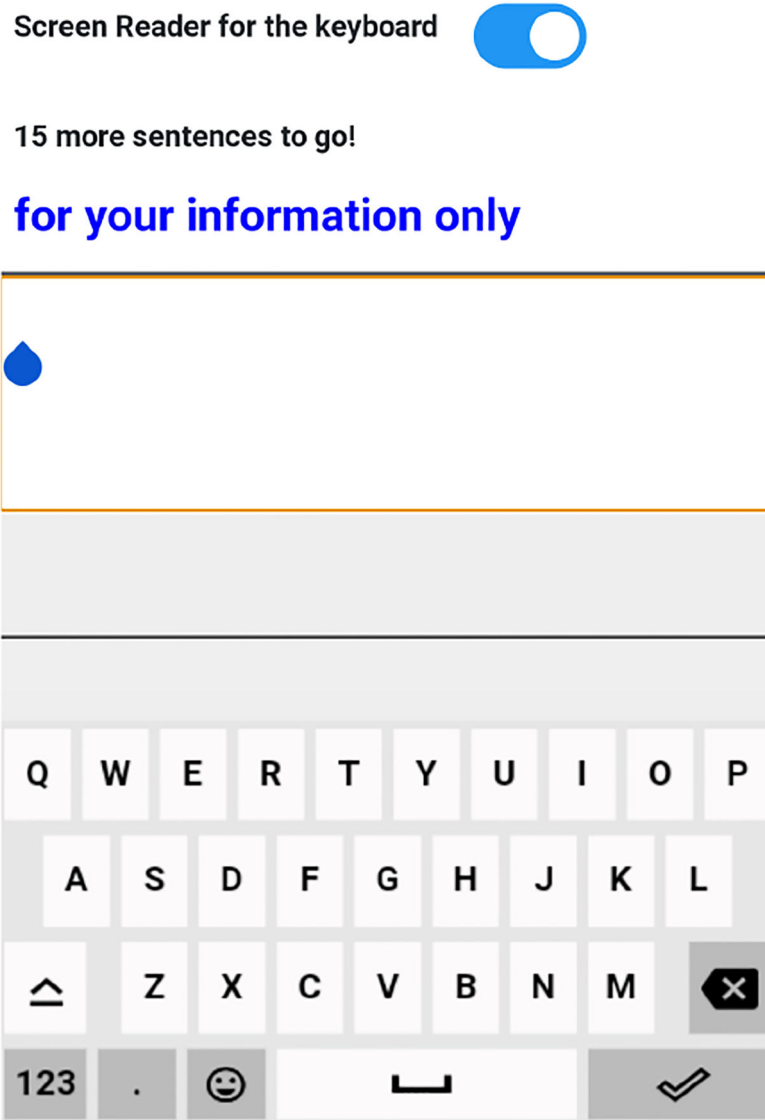 Screen Reader for the keyboard
15 more sentences to go!
for your information only
Q W E R T Y U I O P
A S D F G H J K L
Z X C V B N M
123 .